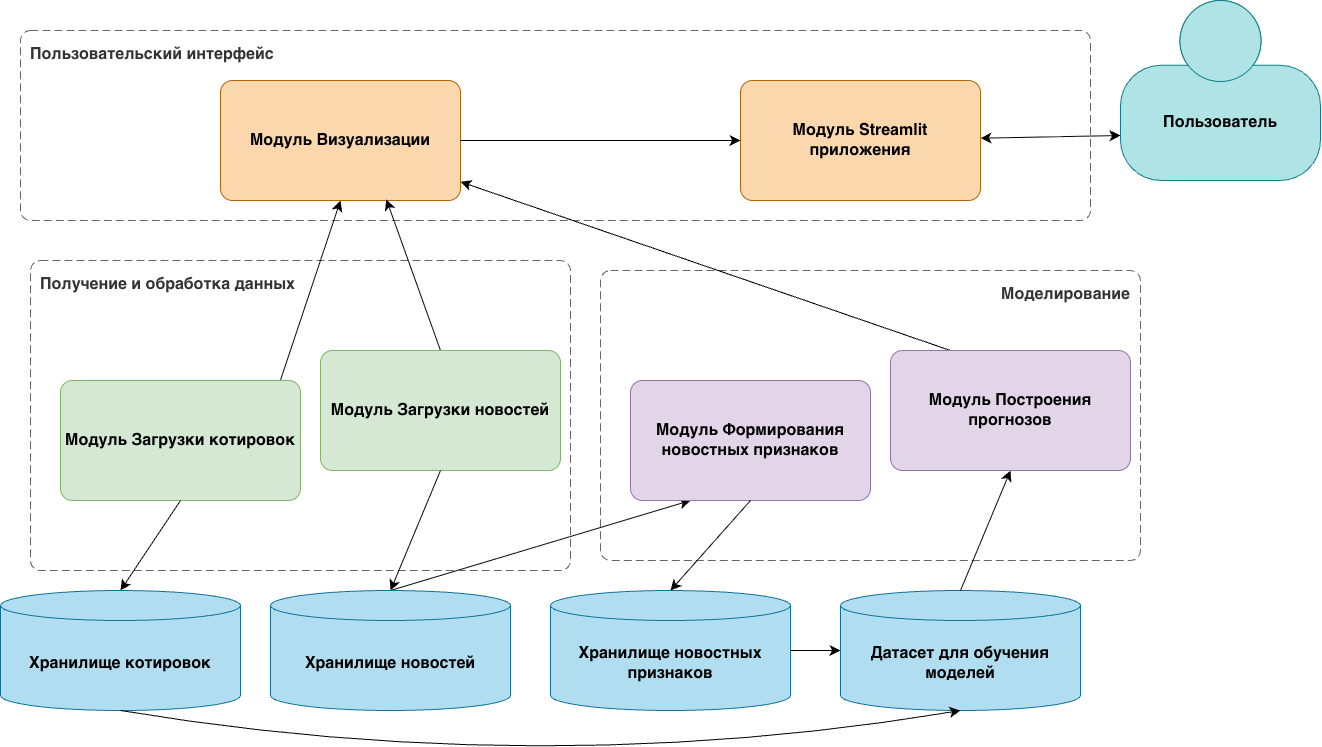 Пользовательский интерфейс
Модуль Визуализации
Модуль Streamlit
приложения
Пользователь
Получение и обработка данных
Моделирование
Модуль Загрузки котировок
Модуль Загрузки новостей
Модуль Формирования
новостных признаков
Модуль Построения
прогнозов
Хранилище котировок
Хранилище новостей
Хранилище новостных
признаков
Датасет для обучения
моделей